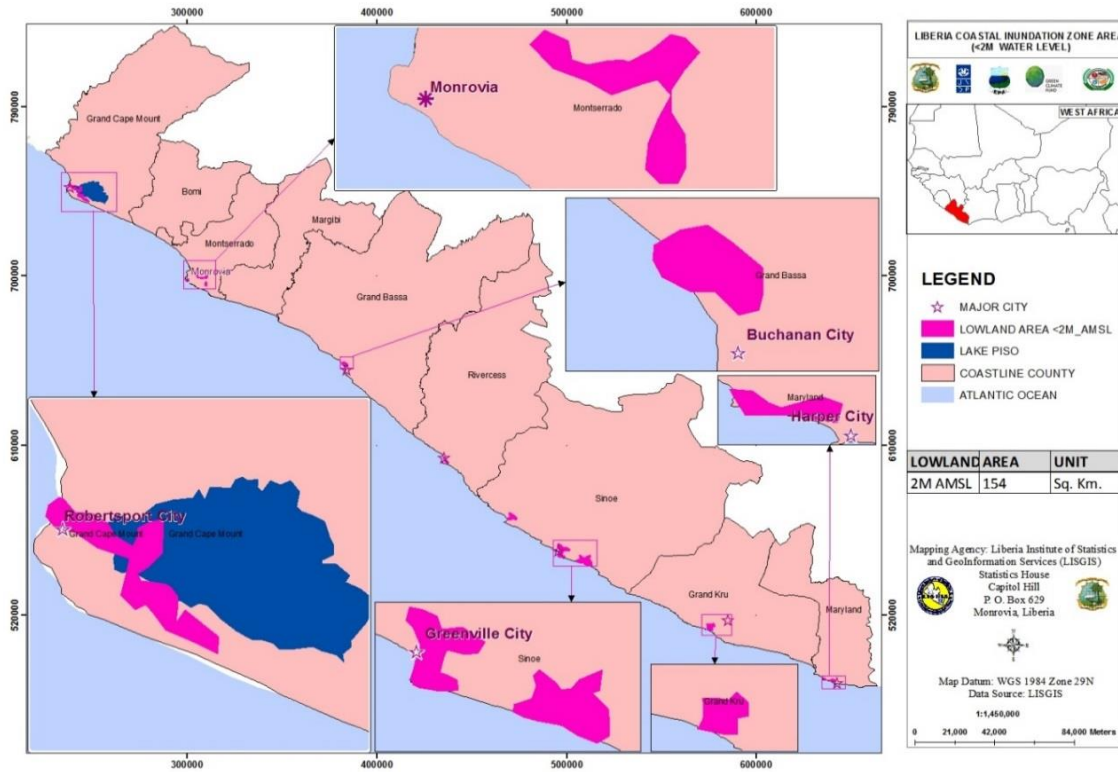 300000
400000
500000
600000
790000
700000
610000
520000
790000
700000
610000
520000
300000
400000
500000
600000
Grand Cape Mount
Bomi
Montserrado
Monrovia
Margibi
Grand Bassa
Rivercess
Sinoe
Grand Kru
Maryland
Monrovia
Montserrado
Grand Bassa
Buchanan City
Maryland
Harper City
Robertsport City
Grand Cape Mount
Grand Cape Mount
Greenville City
Sinoe
Grand Kru
LIBERIA COASTAL INUNDATION ZONE AREA
(<2M WATER LEVEL)
GREEN
CLIMATE
FUND
WEST AFRICA
LEGEND
MAJOR CITY
LOWLAND AREA <2M_AMSL
LAKE PISO
COASTLINE COUNTY
ATLANTIC OCEAN
LOWLAND AREA UNIT
2M AMSL 154 Sq. Km.
Mapping Agency: Liberia Institute of Statistics
and GeoInformation Services (LISGIS)
Statistics House
Capitol Hill
P. O. Box 629
Monrovia, Liberia
Map Datum: WGS 1984 Zone 29N
Data Source: LISGIS
1:1,450,000
0 21,000 42,000 84,000 Meters